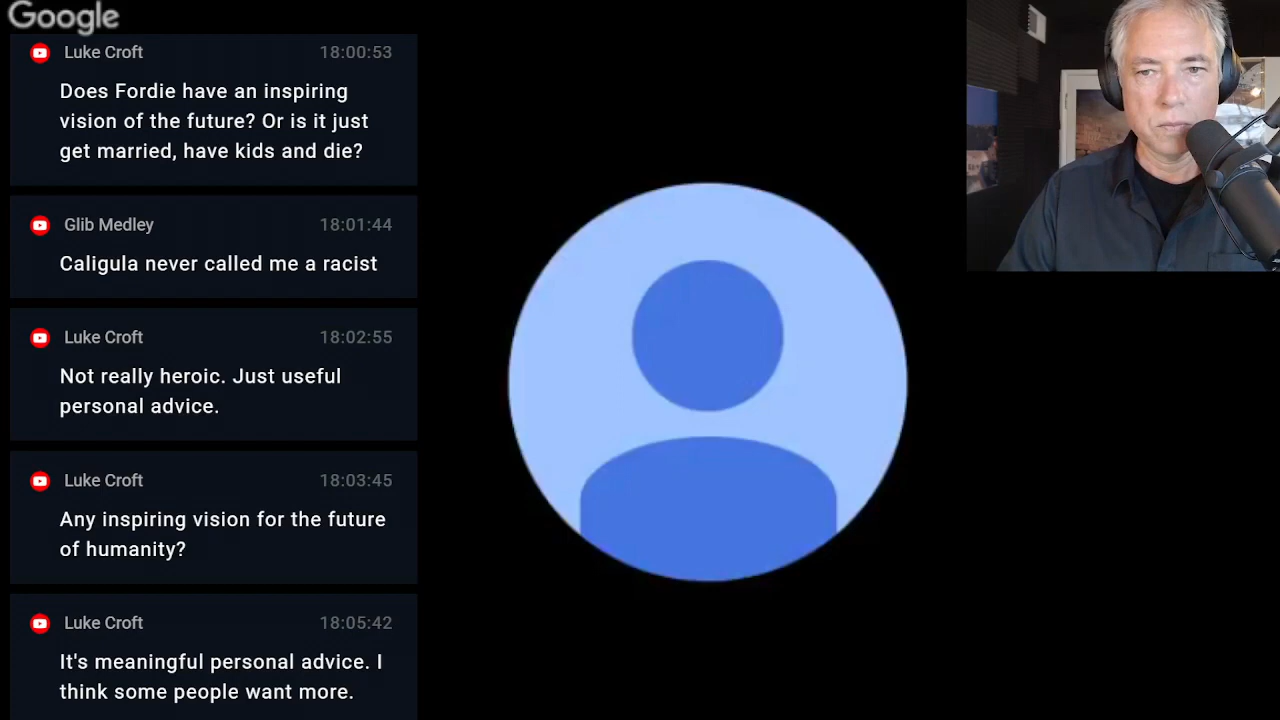 Google
Luke Croft 18:00:53
Does Fordie have an inspiring
vision of the future? Or is it just
get married, have kids and die?
Glib Medley 18:01:44
Caligula never called me a racist
Luke Croft 18:02:55
Not really heroic. Just useful
personal advice.
Luke Croft 18:03:45
Any inspiring vision for the future
of humanity?
Luke Croft 18:05:42
It's meaningful personal advice. I
think some people want more.